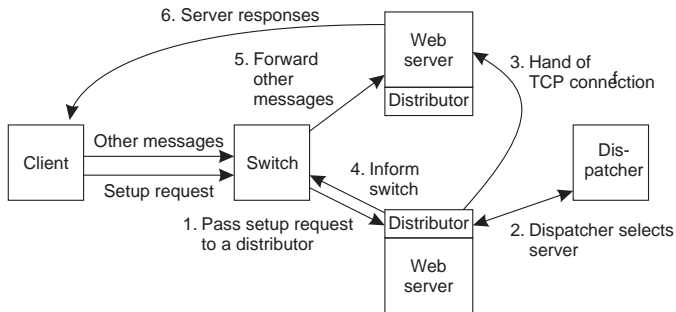 6. Server responses
Web
server
Distributor
5. Forward
other
messages
3. Hand of
TCP connection
f
Other messages
Client
Switch
Setup request
4. Inform
switch
Dis-
patcher
1. Pass setup request
to a distributor
Distributor
Web
server
2. Dispatcher selects
server